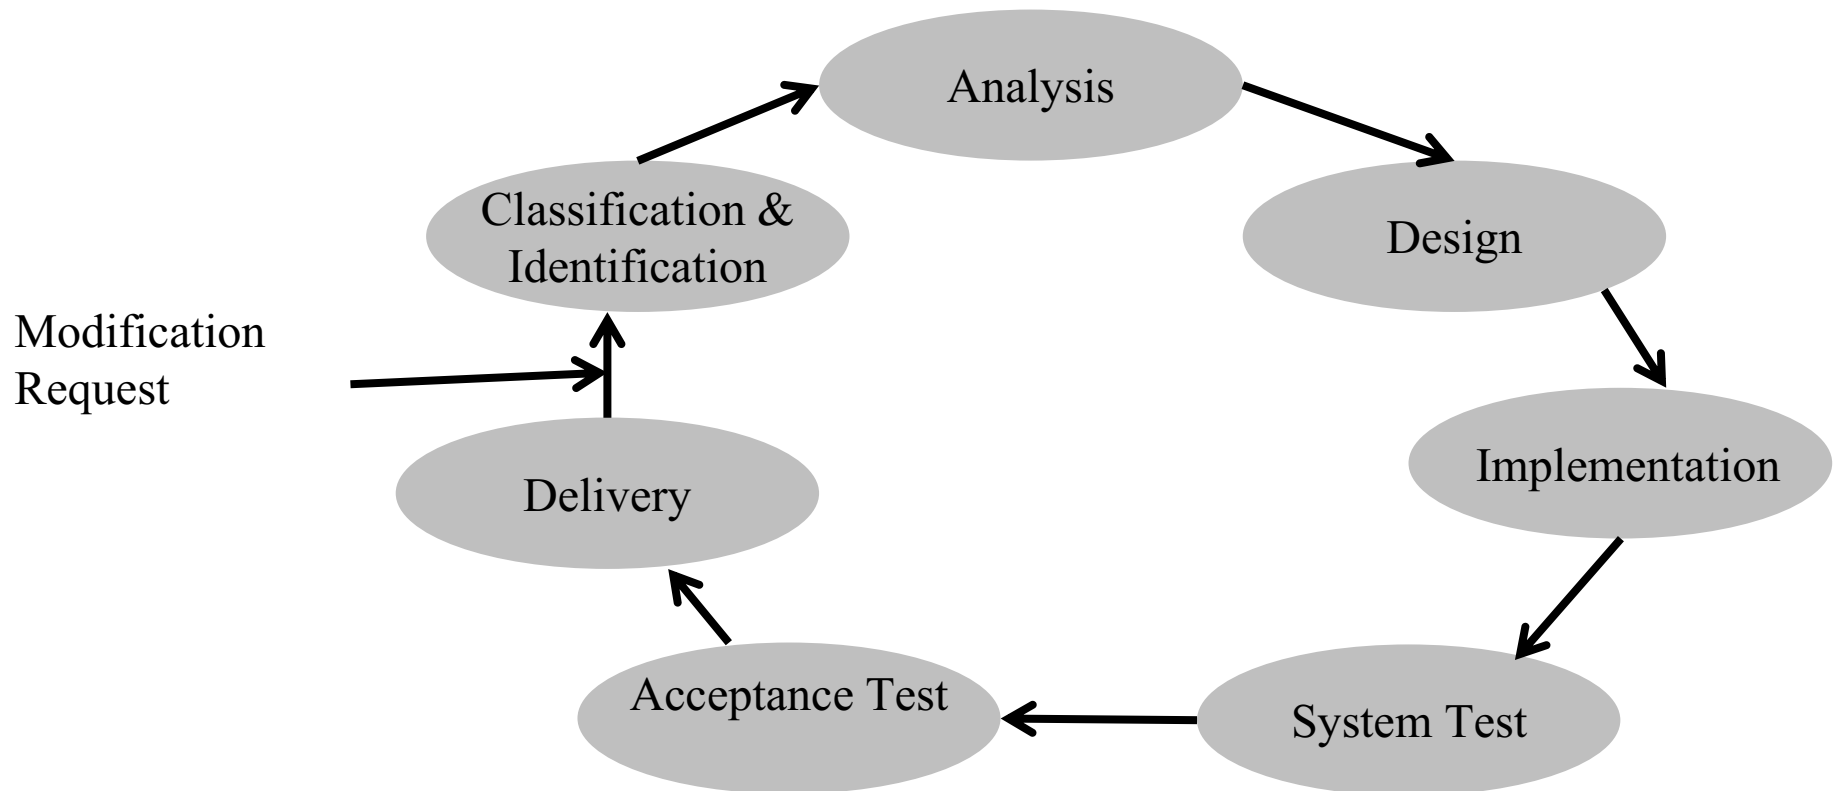 Analysis
Classification &
Identification
Design
Modification
Request
Implementation
Delivery
Acceptance Test
System Test